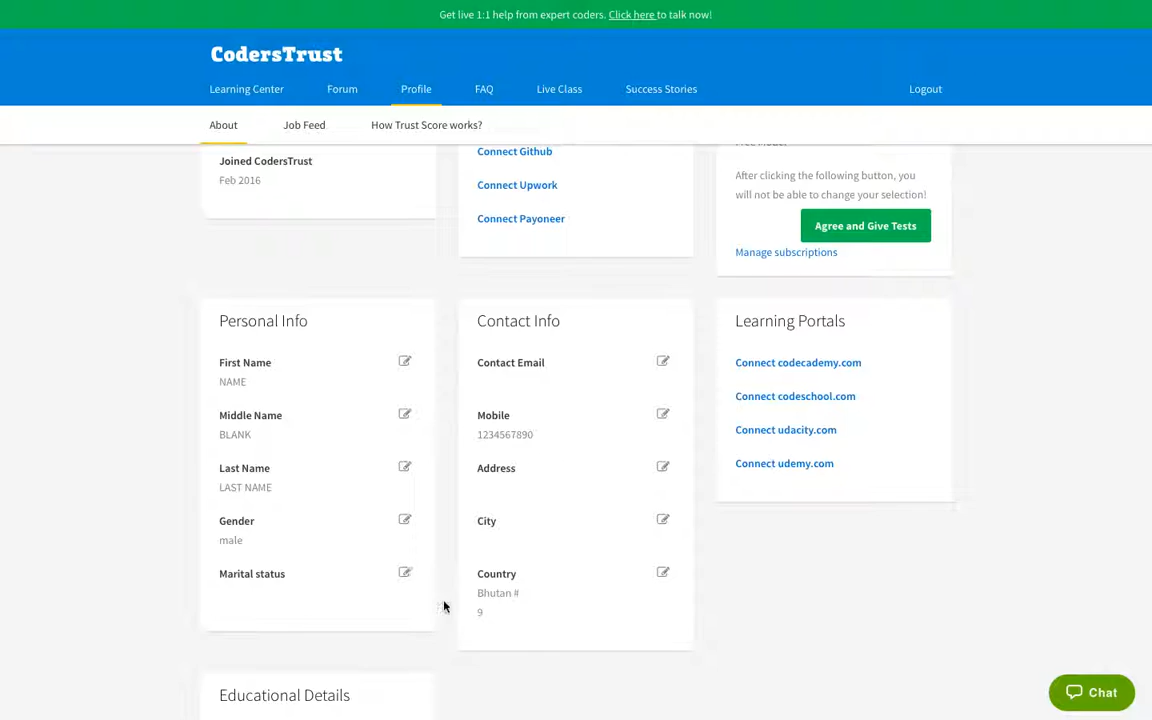 Get live 1:1 help from expert coders. Click here to talk now!
CodersTrust
Learning Center
Forum
Profile
FAQ
Live Class
Success Stories
Logout
About
Job Feed
How Trust Score works?
Joined CodersTrust
Feb 2016
Connect Github
Connect Upwork
Connect Payoneer
After clicking the following button, you
will not be able to change your selection!
Agree and Give Tests
Manage subscriptions
Personal Info
First Name
NAME
Middle Name
BLANK
Last Name
LAST NAME
Gender
male
Marital status
Contact Info
Contact Email
Mobile
1234567890
Address
City
Country
Bhutan #
9
Learning Portals
Connect codecademy.com
Connect codeschool.com
Connect udacity.com
Connect udemy.com
Educational Details
Chat